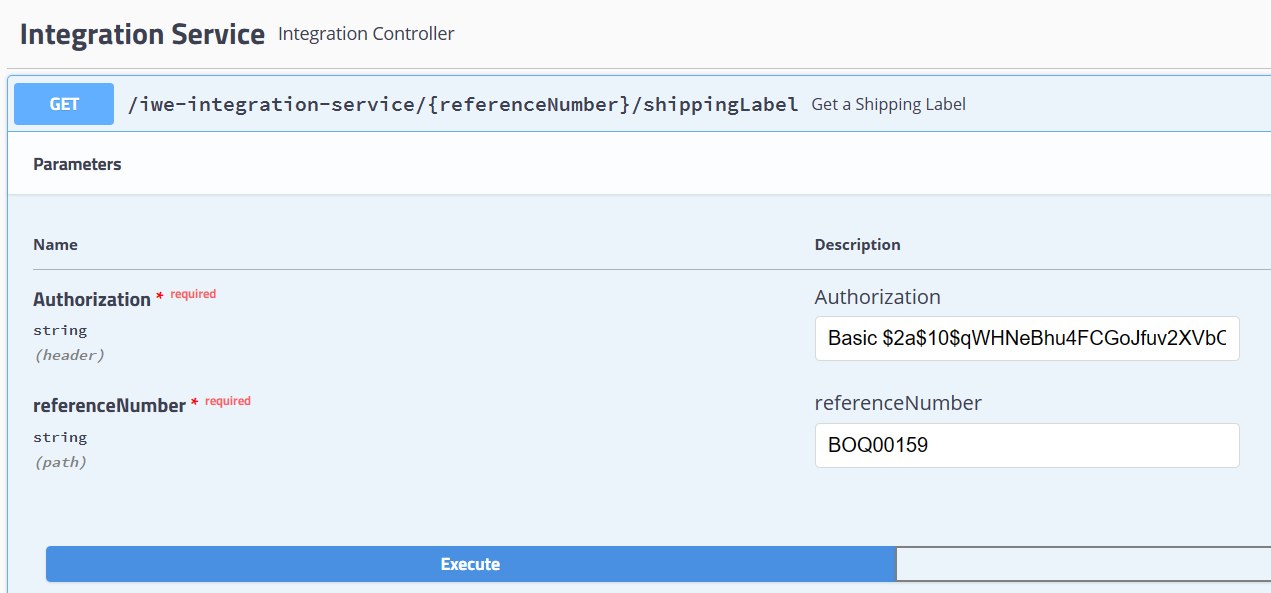 Integration Service Integration Controller
GET /iwe-integration-service/{referenceNumber}/shippingLabel Get a Shipping Label
Parameters
Name Description
Authorization * required
Authorization
string
(header)
Basic $2a$10$qWHNeBhu4FCGoJfuv2XVbC
referenceNumber * required
referenceNumber
string
(path)
BOQ00159
Execute